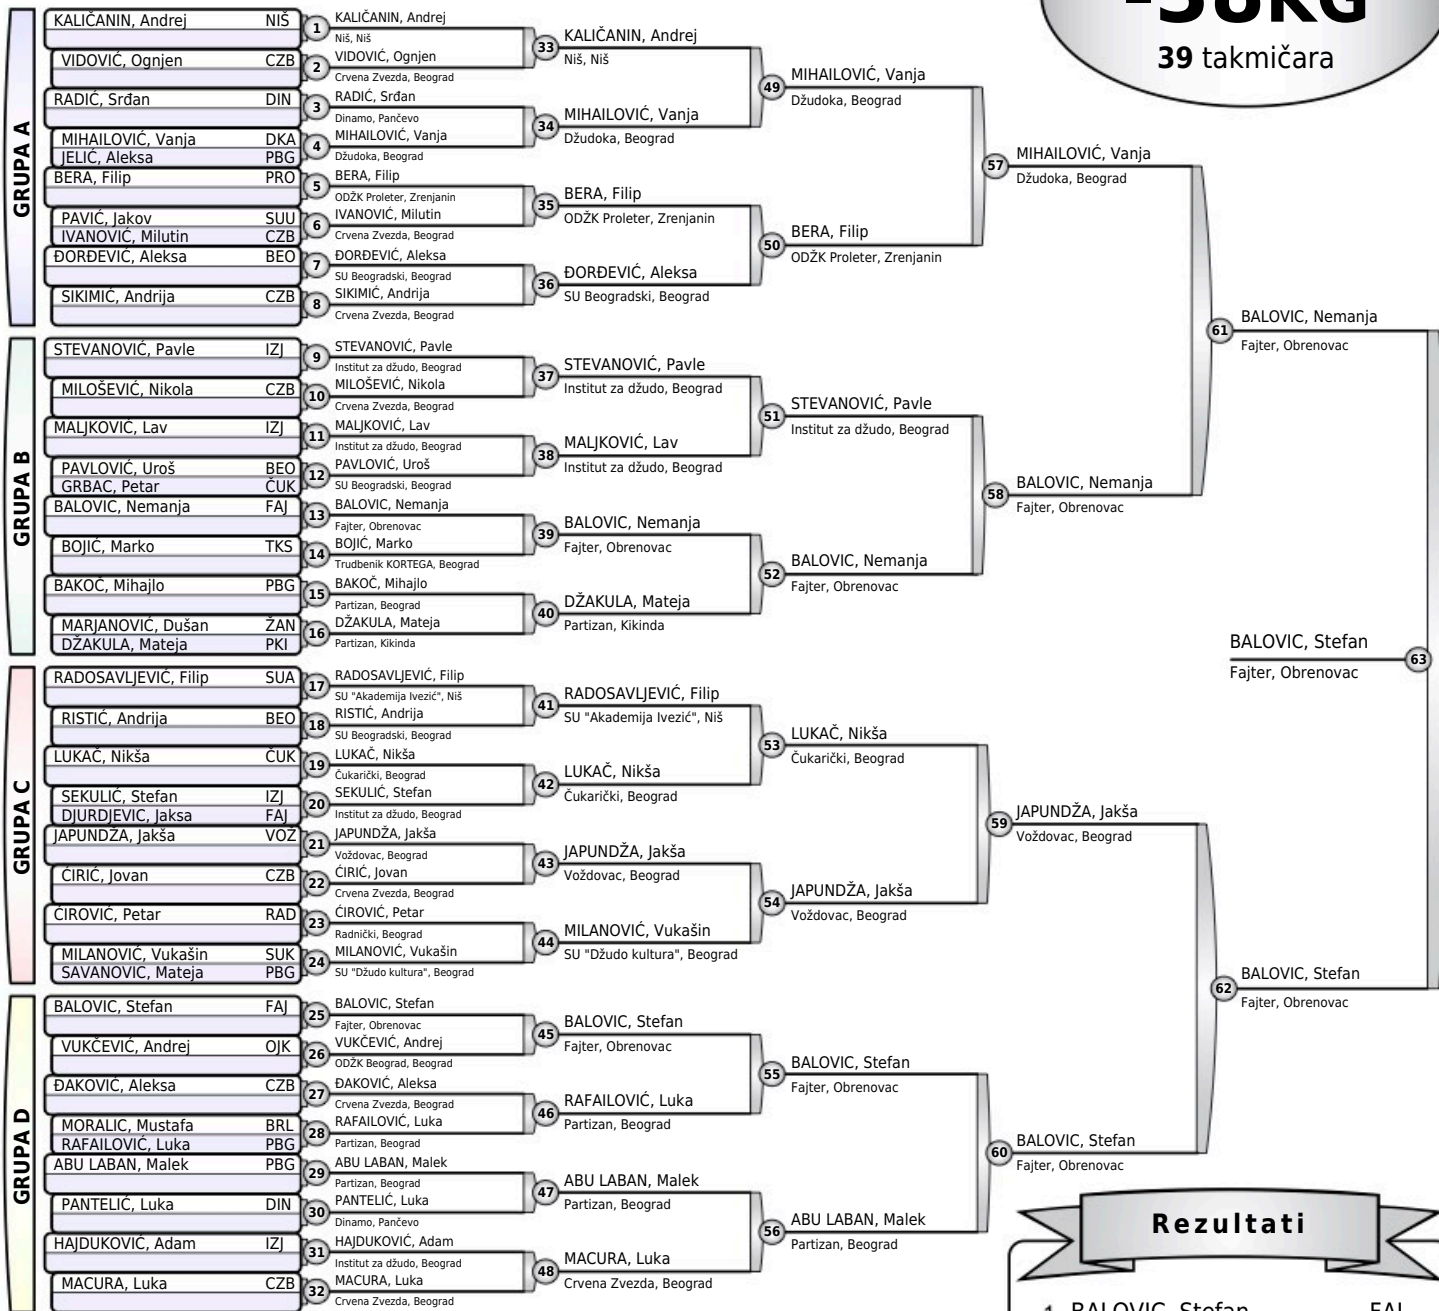 -38KG
39 takmičara
GRUPA A
KALIČANIN, Andrej NIŠ
VIDOVIĆ, Ognjen CZB
RADIĆ, Srđan DIN
MIHAILOVIĆ, Vanja DKA
JELIĆ, Aleksa PBG
BERA, Filip PRO
PAVIĆ, Jakov SUU
IVANOVIĆ, Milutin CZB
ĐORĐEVIĆ, Aleksa BEO
SIKIMIĆ, Andrija CZB
GRUPA B
STEVANOVIĆ, Pavle IZJ
MILOŠEVIĆ, Nikola CZB
MALJKOVIĆ, Lav IZJ
PAVLOVIĆ, Uroš BEO
GRBAC, Petar ČUK
BALOVIC, Nemanja FAJ
BOJIĆ, Marko TKS
BAKOČ, Mihajlo PBG
MARJANOVIĆ, Dušan ŽAN
DŽAKULA, Mateja PKI
GRUPA C
RADOSAVLJEVIĆ, Filip SUA
RISTIĆ, Andrija BEO
LUKAČ, Nikša ČUK
SEKULIĆ, Stefan IZJ
DJURDJEVIC, Jaksa FAJ
JAPUNDŽA, Jakša VOŽ
ĆIRIĆ, Jovan CZB
ĆIROVIĆ, Petar RAD
MILANOVIĆ, Vukašin SUK
SAVANOVIC, Mateja PBG
GRUPA D
BALOVIC, Stefan FAJ
VUKČEVIĆ, Andrej OJK
ĐAKOVIĆ, Aleksa CZB
MORALIC, Mustafa BRL
RAFAILOVIĆ, Luka PBG
ABU LABAN, Malek PBG
PANTELIĆ, Luka DIN
HAJDUKOVIĆ, Adam IZJ
MACURA, Luka CZB
1 KALIČANIN, Andrej
Niš, Niš
2 VIDOVIĆ, Ognjen
Crvena Zvezda, Beograd
3 RADIĆ, Srđan
Dinamo, Pančevo
4 MIHAILOVIĆ, Vanja
Džudoka, Beograd
5 BERA, Filip
ODŽK Proleter, Zrenjanin
6 IVANOVIĆ, Milutin
Crvena Zvezda, Beograd
7 ĐORĐEVIĆ, Aleksa
SU Beogradski, Beograd
8 SIKIMIĆ, Andrija
Crvena Zvezda, Beograd
9 STEVANOVIĆ, Pavle
Institut za džudo, Beograd
10 MILOŠEVIĆ, Nikola
Crvena Zvezda, Beograd
11 MALJKOVIĆ, Lav
Institut za džudo, Beograd
12 PAVLOVIĆ, Uroš
SU Beogradski, Beograd
13 BALOVIC, Nemanja
Fajter, Obrenovac
14 BOJIĆ, Marko
Trudbenik KORTEGA, Beograd
15 BAKOČ, Mihajlo
Partizan, Beograd
16 DŽAKULA, Mateja
Partizan, Kikinda
17 RADOSAVLJEVIĆ, Filip
SU "Akademija Ivezić", Niš
18 RISTIĆ, Andrija
SU Beogradski, Beograd
19 LUKAČ, Nikša
Čukarički, Beograd
20 SEKULIĆ, Stefan
Institut za džudo, Beograd
21 JAPUNDŽA, Jakša
Voždovac, Beograd
22 ĆIRIĆ, Jovan
Crvena Zvezda, Beograd
23 ĆIROVIĆ, Petar
Radnički, Beograd
24 MILANOVIĆ, Vukašin
SU "Džudo kultura", Beograd
25 BALOVIC, Stefan
Fajter, Obrenovac
26 VUKČEVIĆ, Andrej
ODŽK Beograd, Beograd
27 ĐAKOVIĆ, Aleksa
Crvena Zvezda, Beograd
28 RAFAILOVIĆ, Luka
Partizan, Beograd
29 ABU LABAN, Malek
Partizan, Beograd
30 PANTELIĆ, Luka
Dinamo, Pančevo
31 HAJDUKOVIĆ, Adam
Institut za džudo, Beograd
32 MACURA, Luka
Crvena Zvezda, Beograd
33 KALIČANIN, Andrej
Niš, Niš
34 MIHAILOVIĆ, Vanja
Džudoka, Beograd
35 BERA, Filip
ODŽK Proleter, Zrenjanin
36 ĐORĐEVIĆ, Aleksa
SU Beogradski, Beograd
37 STEVANOVIĆ, Pavle
Institut za džudo, Beograd
38 MALJKOVIĆ, Lav
Institut za džudo, Beograd
39 BALOVIC, Nemanja
Fajter, Obrenovac
40 DŽAKULA, Mateja
Partizan, Kikinda
41 RADOSAVLJEVIĆ, Filip
SU "Akademija Ivezić", Niš
42 LUKAČ, Nikša
Čukarički, Beograd
43 JAPUNDŽA, Jakša
Voždovac, Beograd
44 MILANOVIĆ, Vukašin
SU "Džudo kultura", Beograd
45 BALOVIC, Stefan
Fajter, Obrenovac
46 RAFAILOVIĆ, Luka
Partizan, Beograd
47 ABU LABAN, Malek
Partizan, Beograd
48 MACURA, Luka
Crvena Zvezda, Beograd
49 MIHAILOVIĆ, Vanja
Džudoka, Beograd
50 BERA, Filip
ODŽK Proleter, Zrenjanin
51 STEVANOVIĆ, Pavle
Institut za džudo, Beograd
52 BALOVIC, Nemanja
Fajter, Obrenovac
53 LUKAČ, Nikša
Čukarički, Beograd
54 JAPUNDŽA, Jakša
Voždovac, Beograd
55 BALOVIC, Stefan
Fajter, Obrenovac
56 ABU LABAN, Malek
Partizan, Beograd
57 MIHAILOVIĆ, Vanja
Džudoka, Beograd
58 BALOVIC, Nemanja
Fajter, Obrenovac
59 JAPUNDŽA, Jakša
Voždovac, Beograd
60 BALOVIC, Stefan
Fajter, Obrenovac
61 BALOVIC, Nemanja
Fajter, Obrenovac
62 BALOVIC, Stefan
Fajter, Obrenovac
BALOVIC, Stefan 63
Fajter, Obrenovac
Rezultati
1 BALOVIC, Stefan FAJ